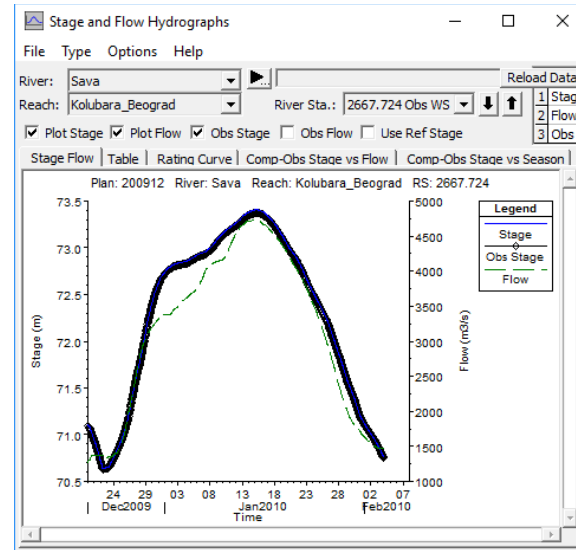 Stage and Flow Hydrographs
File Type Options Help
River: Sava Reload Data
Reach: Kolubara_Beograd River Sta.: 2667.724 Obs WS
1 Stag
2 Flow
3 Obs
Plot Stage Plot Flow Obs Stage Obs Flow Use Ref Stage
Stage Flow Table Rating Curve Comp-Obs Stage vs Flow Comp-Obs Stage vs Season
Plan: 200912 River: Sava Reach: Kolubara_Beograd RS: 2667.724
Legend
Stage
Obs Stage
Flow
Stage (m)
73.5
73.0
72.5
72.0
71.5
71.0
70.5
5000
4500
4000
3500
3000
2500
2000
1500
1000
Flow (m3/s)
24 29 03 08 13 18 23 28 02 07
Dec2009 Jan2010 Feb2010
Time